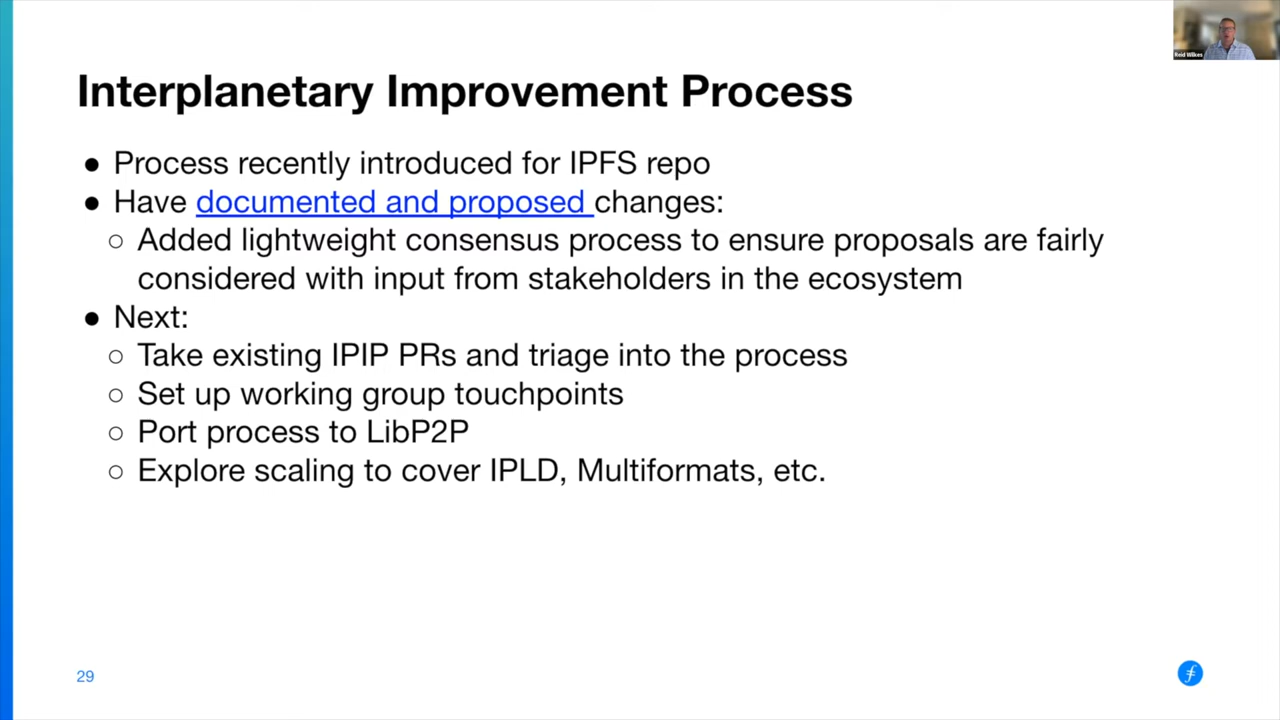 Reid Wilkes
Interplanetary Improvement Process
● Process recently introduced for IPFS repo
● Have documented and proposed changes:
○ Added lightweight consensus process to ensure proposals are fairly
considered with input from stakeholders in the ecosystem
● Next:
○ Take existing IPIP PRs and triage into the process
○ Set up working group touchpoints
○ Port process to LibP2P
○ Explore scaling to cover IPLD, Multiformats, etc.
29